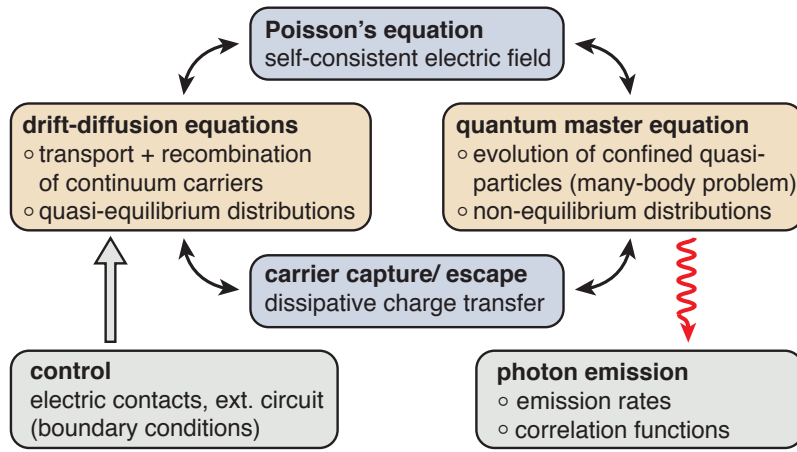 Poisson's equation
self-consistent electric field
drift-diffusion equations
○ transport + recombination
of continuum carriers
○ quasi-equilibrium distributions
quantum master equation
○ evolution of confined quasi-
particles (many-body problem)
○ non-equilibrium distributions
carrier capture/ escape
dissipative charge transfer
control
electric contacts, ext. circuit
(boundary conditions)
photon emission
○ emission rates
○ correlation functions